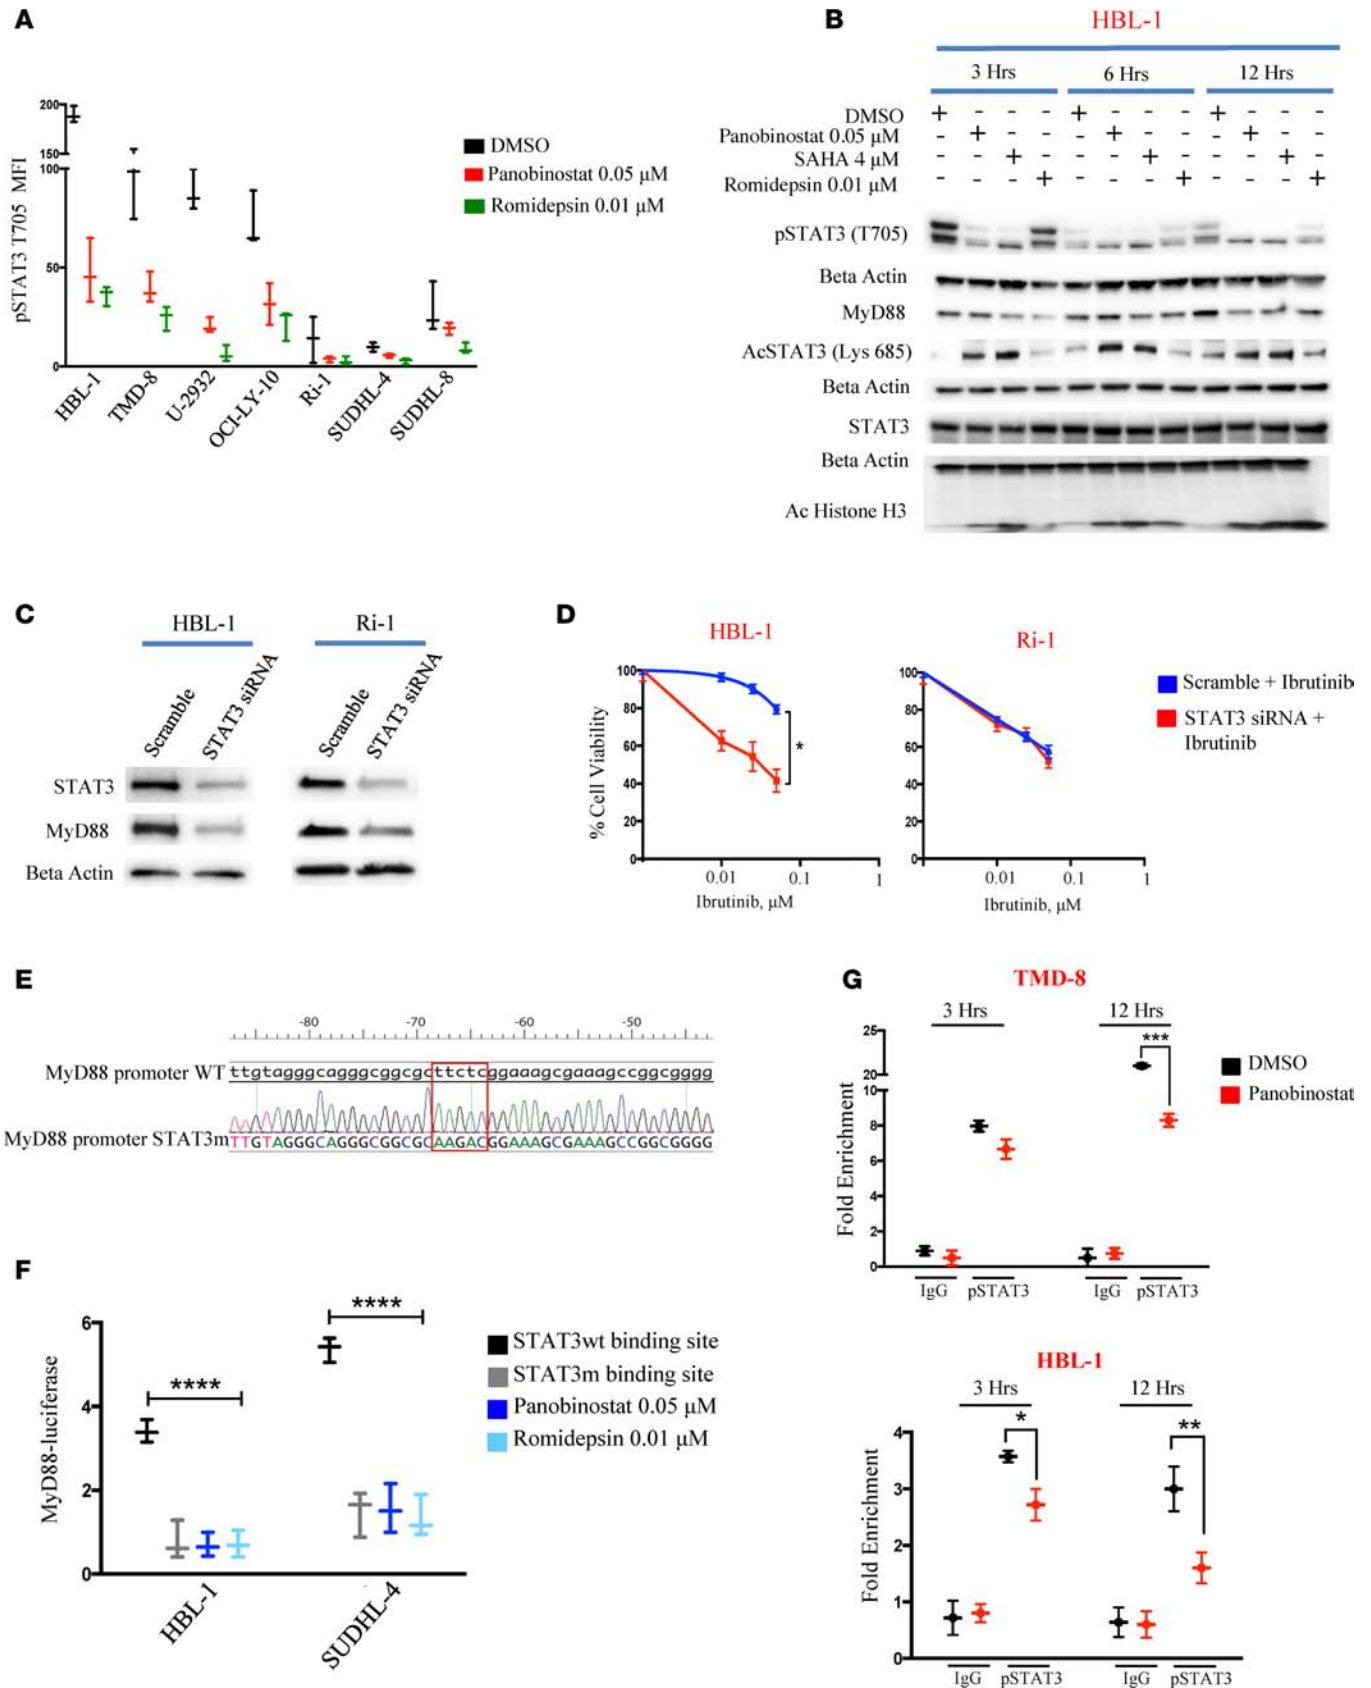 A
200
150
100
50
0
pSTAT3 T705 MFI
DMSO
Panobinostat 0.05 µM
Romidepsin 0.01 µM
HBL-1
TMD-8
U-2932
OCI-LY-10
Ri-1
SUDHL-4
SUDHL-8
B
HBL-1
3 Hrs 6 Hrs 12 Hrs
DMSO + - - - + - - - + - - -
Panobinostat 0.05 µM - + - - - + - - - + - -
SAHA 4 µM - - + - - - + - - - + -
Romidepsin 0.01 µM - - - + - - - + - - - +
pSTAT3 (T705)
Beta Actin
MyD88
AcSTAT3 (Lys 685)
Beta Actin
STAT3
Beta Actin
Ac Histone H3
C
HBL-1 Ri-1
Scramble
STAT3 siRNA
Scramble
STAT3 siRNA
STAT3
MyD88
Beta Actin
D
HBL-1
% Cell Viability
100
80
60
40
20
0
*
0.01 0.1 1
Ibrutinib, µM
Ri-1
100
80
60
40
20
0
0.01 0.1 1
Ibrutinib, µM
Scramble + Ibrutinib
STAT3 siRNA +
Ibrutinib
E
-80 -70 -60 -50
MyD88 promoter WT ttgtagggcagggcggcgcttctcggaaagcgaaagccggcgggg
MyD88 promoter STAT3m TTGTAGGGCAGGGCGGCGCAAGACGGAAAGCGAAAGCCGGCGGGG
F
MyD88-luciferase
6
4
2
0
****
****
HBL-1
SUDHL-4
STAT3wt binding site
STAT3m binding site
Panobinostat 0.05 µM
Romidepsin 0.01 µM
G
TMD-8
3 Hrs 12 Hrs
Fold Enrichment
25
20
10
8
6
4
2
0
***
IgG pSTAT3 IgG pSTAT3
DMSO
Panobinostat
HBL-1
3 Hrs 12 Hrs
Fold Enrichment
4
3
2
1
0
*
**
IgG pSTAT3 IgG pSTAT3